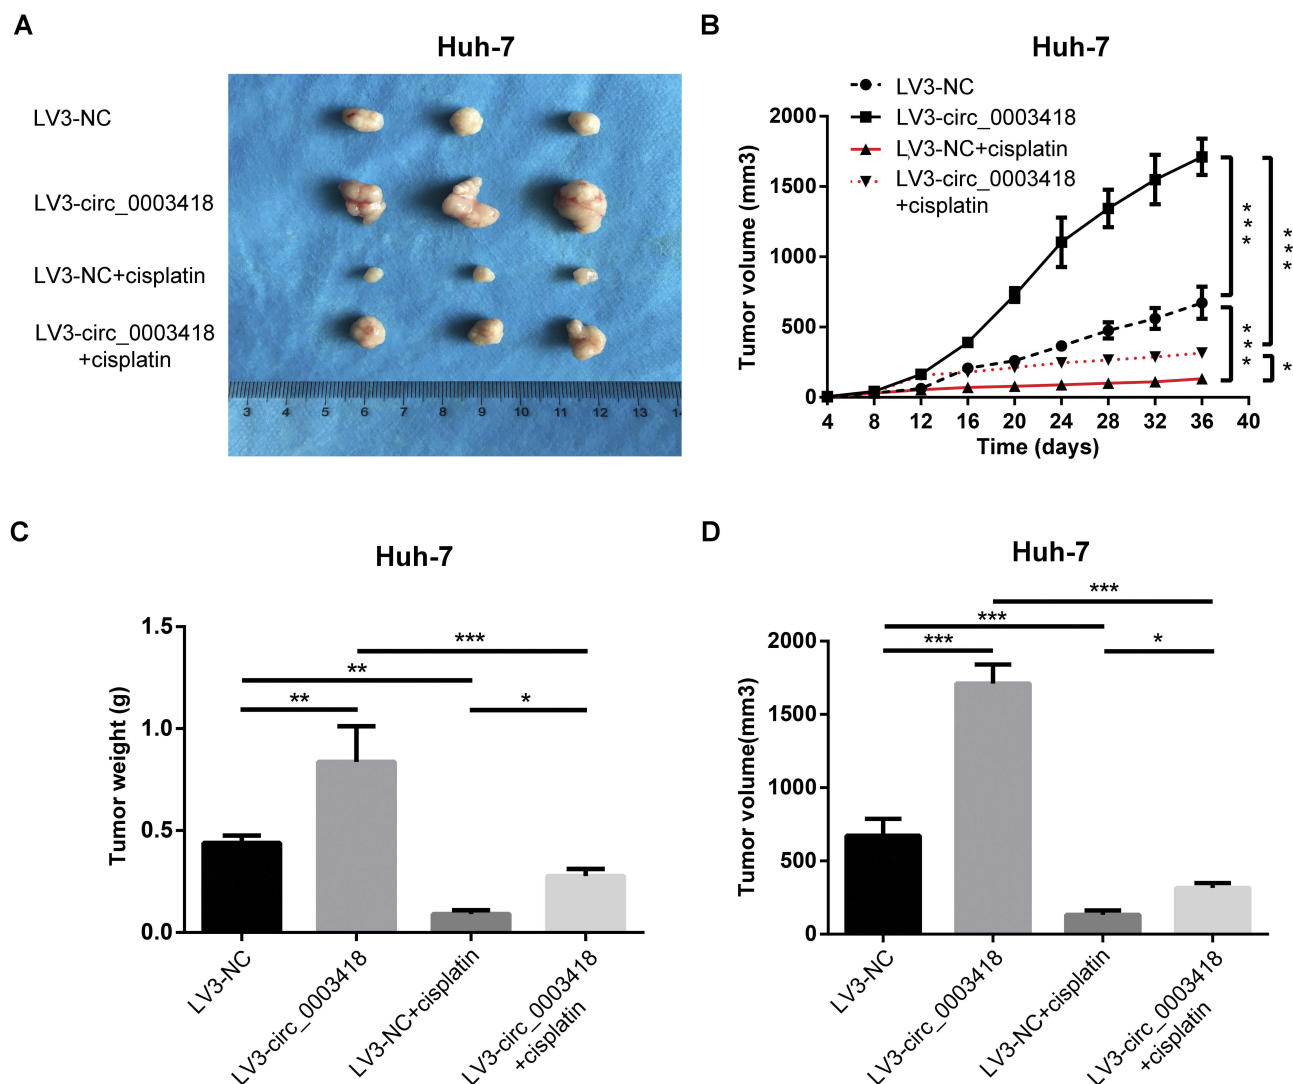 A
Huh-7
LV3-NC
LV3-circ_0003418
LV3-NC+cisplatin
LV3-circ_0003418
+cisplatin
3 4 5 6 7 8 9 10 11 12 13
B
Huh-7
LV3-NC
LV3-circ_0003418
LV3-NC+cisplatin
LV3-circ_0003418
+cisplatin
Tumor volume (mm3)
2000
1500
1000
500
0
4 8 12 16 20 24 28 32 36 40
Time (days)
***
***
***
*
C
Huh-7
Tumor weight (g)
1.5
1.0
0.5
0.0
***
**
**
*
LV3-NC
LV3-circ_0003418
LV3-NC+cisplatin
LV3-circ_0003418
+cisplatin
D
Huh-7
Tumor volume(mm3)
2000
1500
1000
500
0
***
***
***
*
LV3-NC
LV3-circ_0003418
LV3-NC+cisplatin
LV3-circ_0003418
+cisplatin